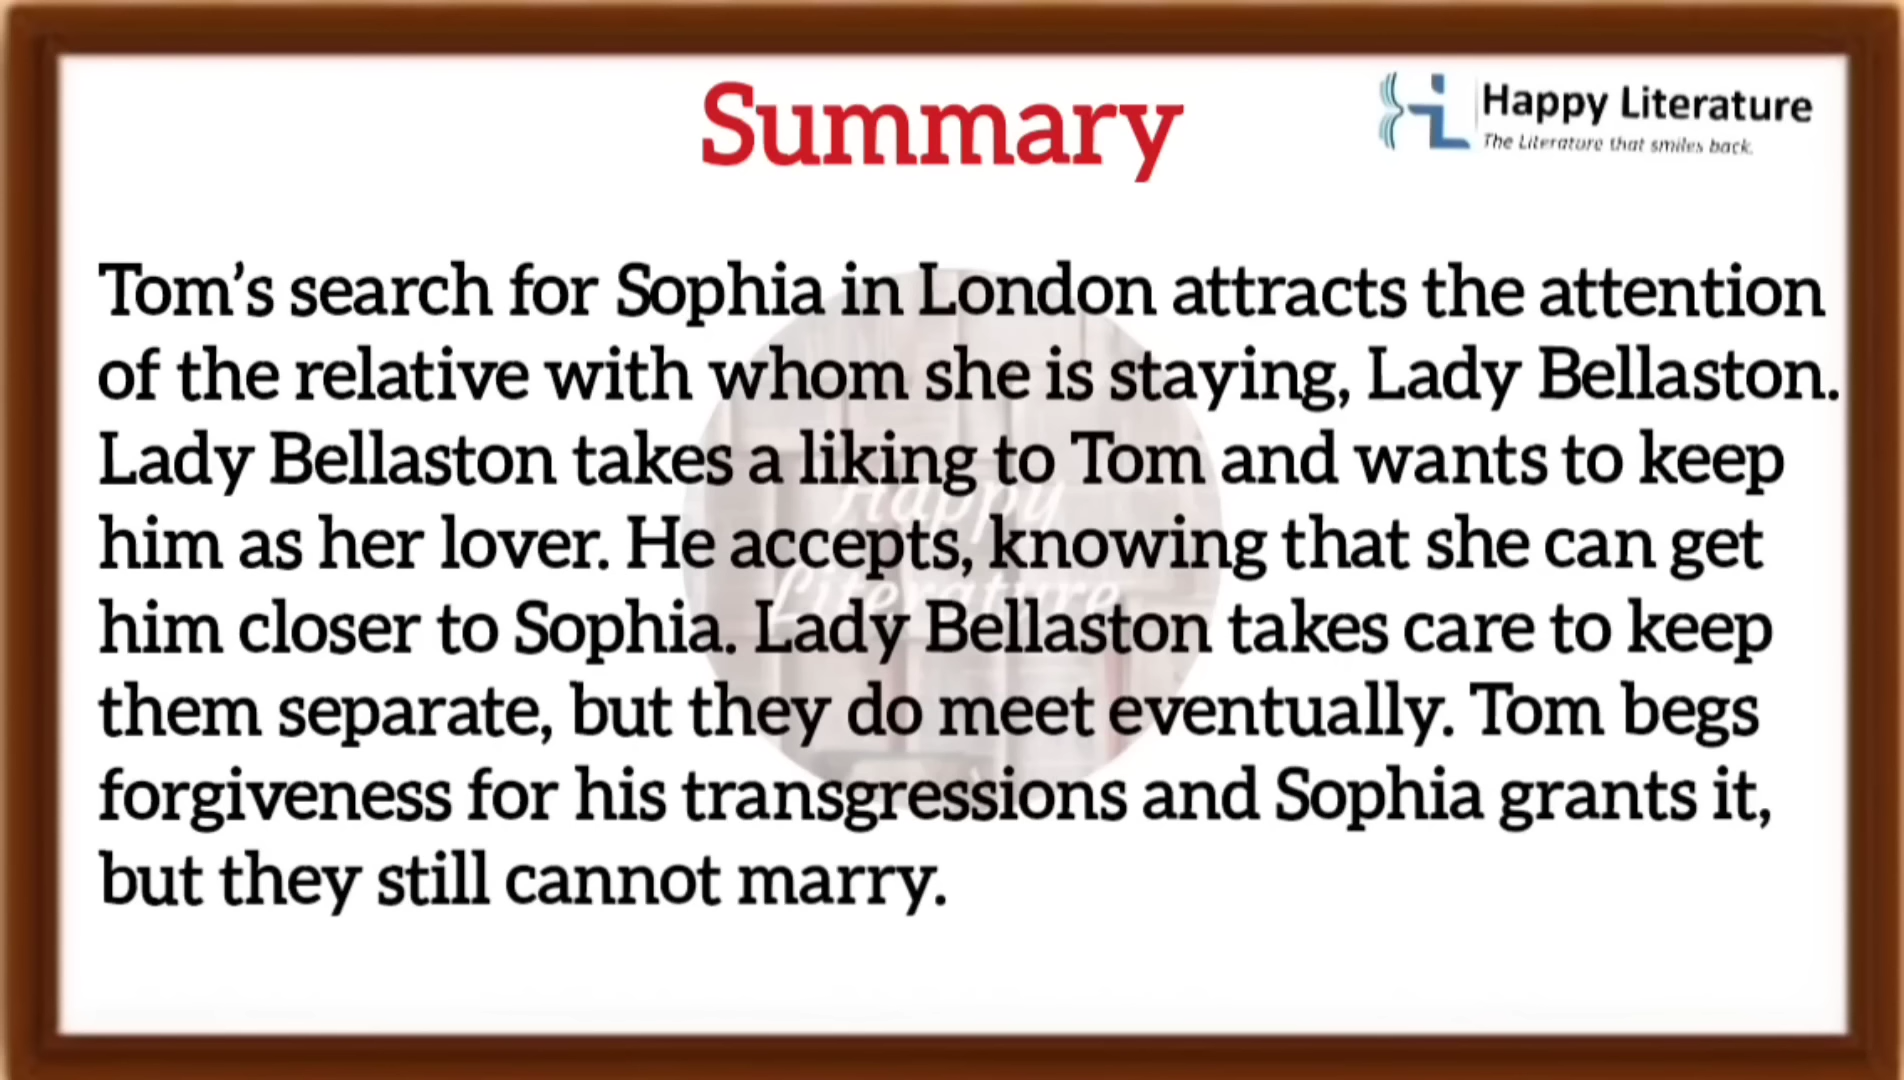 Summary
Happy Literature
The Literature that smiles back.
Tom's search for Sophia in London attracts the attention
of the relative with whom she is staying, Lady Bellaston.
Lady Bellaston takes a liking to Tom and wants to keep
him as her lover. He accepts, knowing that she can get
him closer to Sophia. Lady Bellaston takes care to keep
them separate, but they do meet eventually. Tom begs
forgiveness for his transgressions and Sophia grants it,
but they still cannot marry.
Happy
Literature